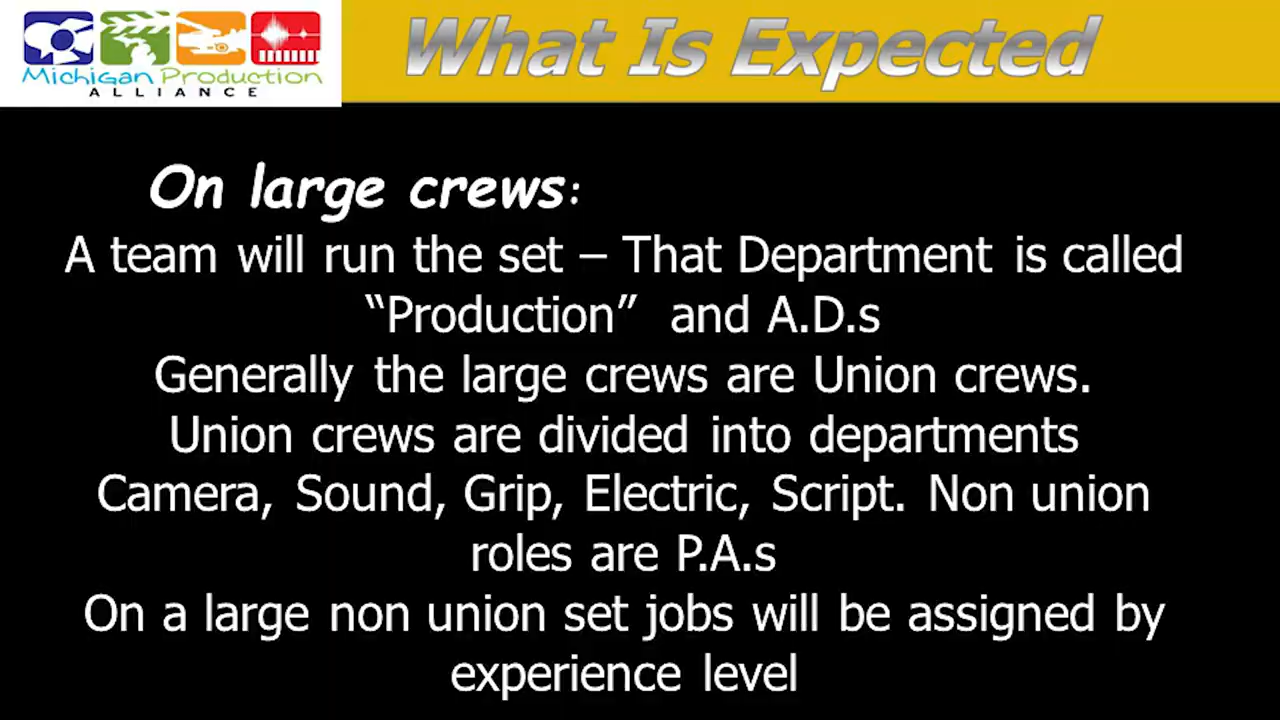 What Is Expected
Michigan Production
ALLIANCE
On large crews:
A team will run the set – That Department is called
“Production” and A.D.s
Generally the large crews are Union crews.
Union crews are divided into departments
Camera, Sound, Grip, Electric, Script. Non union
roles are P.A.s
On a large non union set jobs will be assigned by
experience level